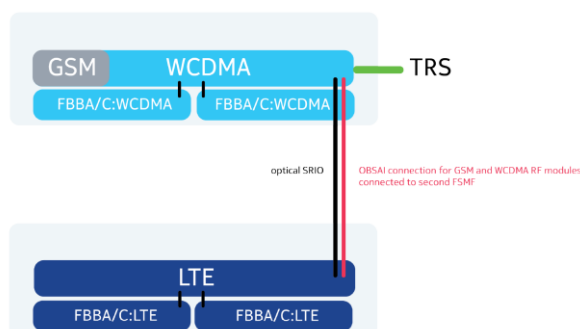 GSM WCDMA TRS
FBBA/C:WCDMA FBBA/C:WCDMA
optical SRIO OBSAI connection for GSM and WCDMA RF modules
connected to second FSMF
LTE
FBBA/C:LTE FBBA/C:LTE